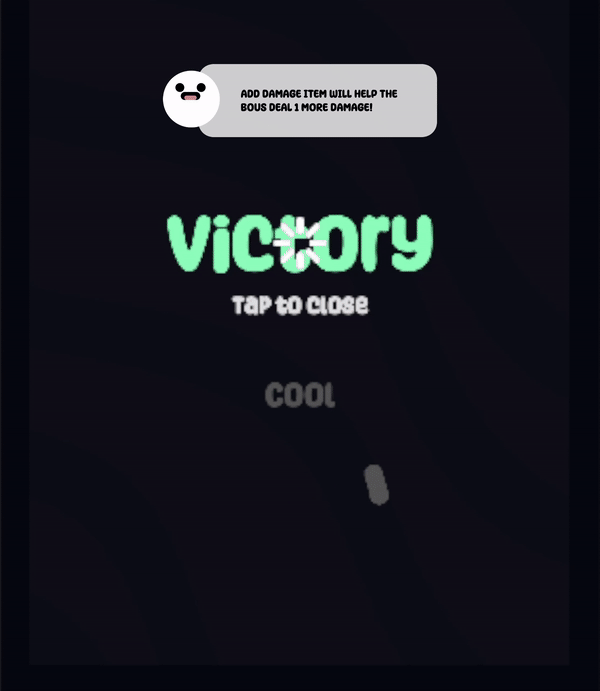 ADD DAMAGE ITEM WILL HELP THE
BOUS DEAL 1 MORE DAMAGE!
Victory
TAP to CLOSE
COOL